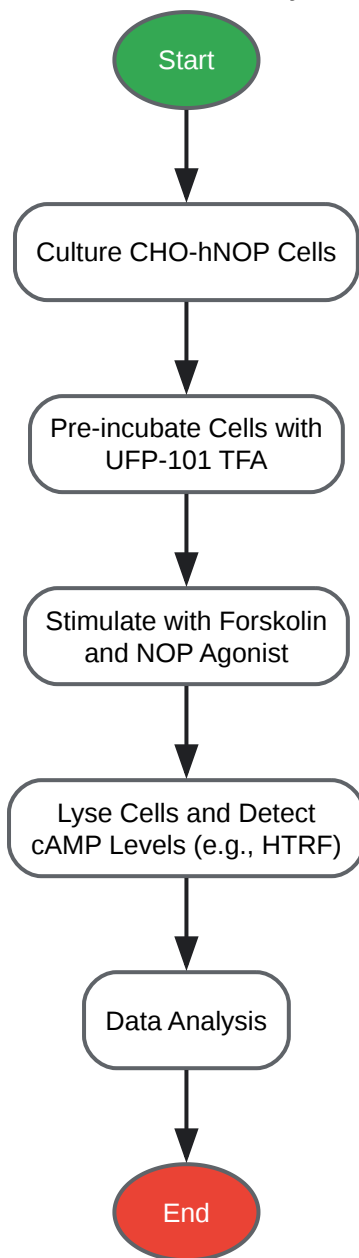 Start
Culture CHO-hNOP Cells
Pre-incubate Cells with
UFP-101 TFA
Stimulate with Forskolin
and NOP Agonist
Lyse Cells and Detect
cAMP Levels (e.g., HTRF)
Data Analysis
End